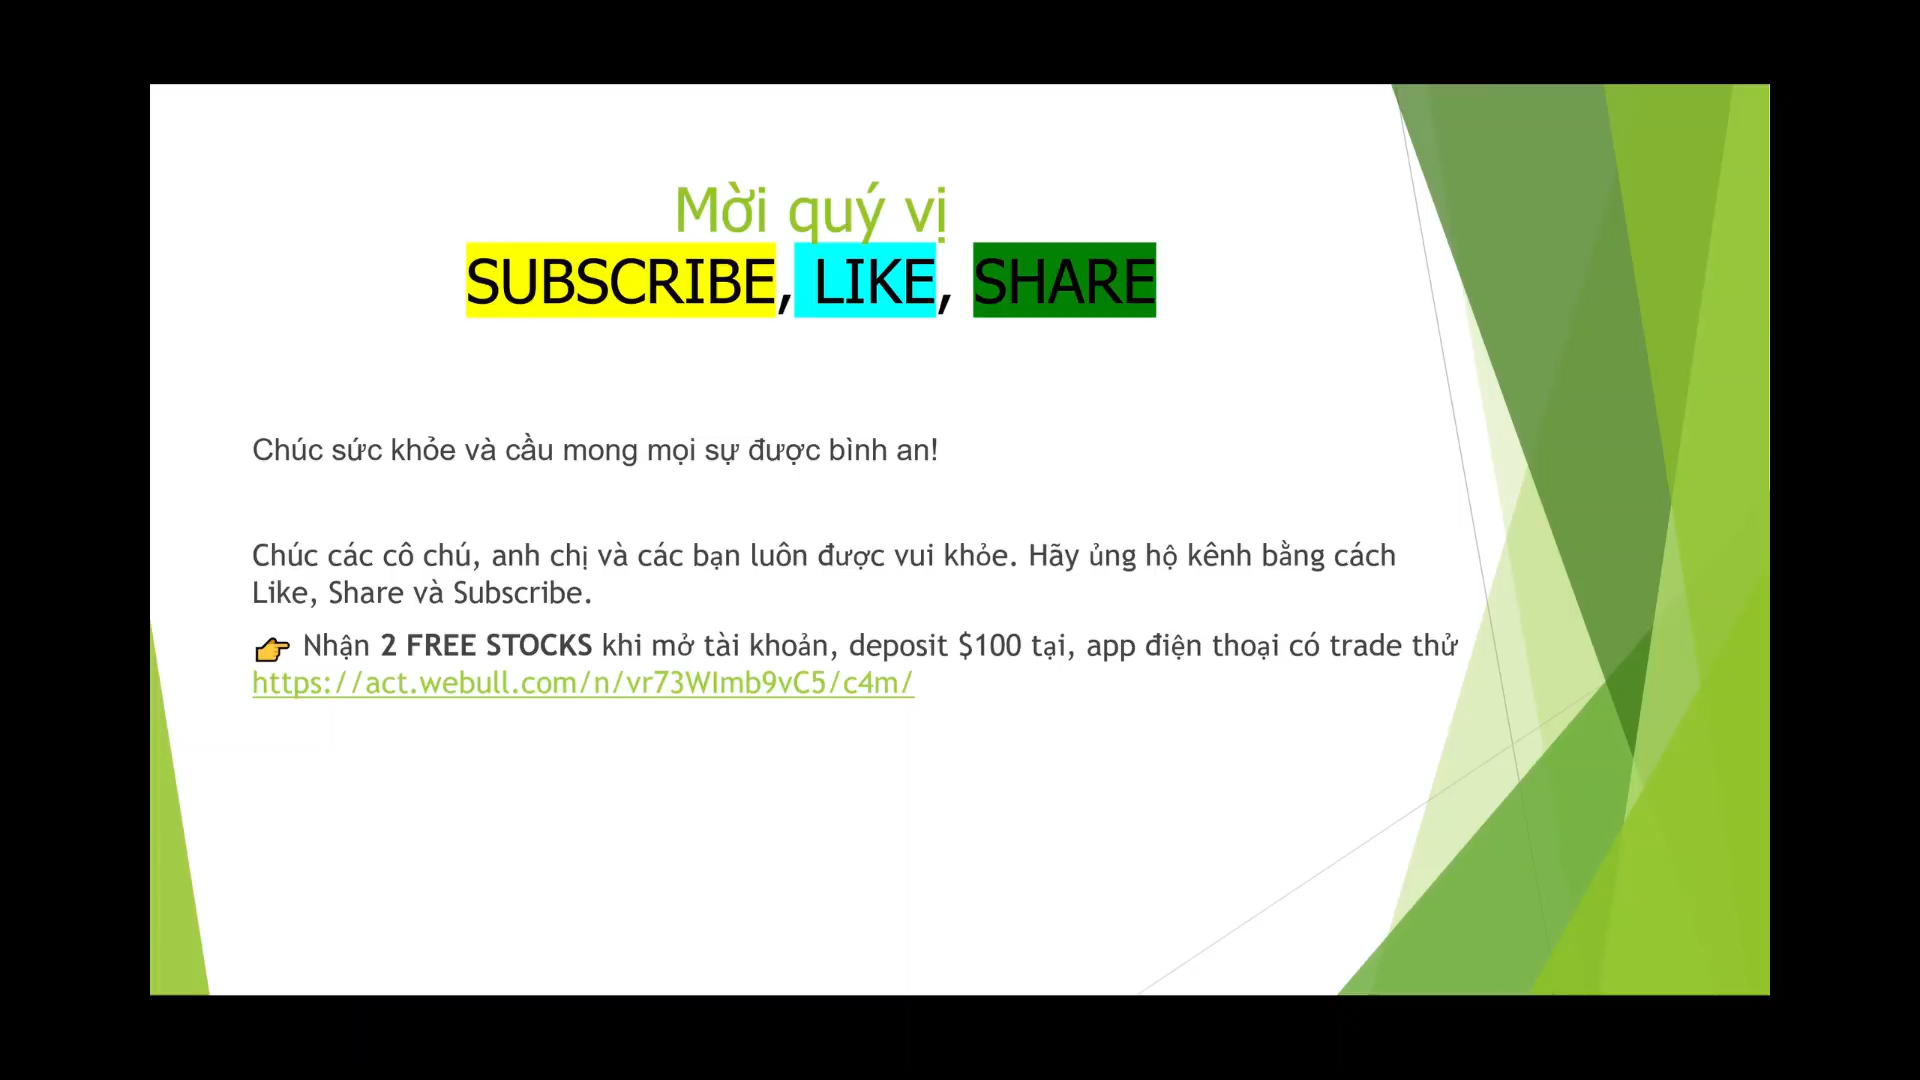 Mời quý vị
SUBSCRIBE, LIKE, SHARE
Chúc sức khỏe và cầu mong mọi sự được bình an!
Chúc các cô chú, anh chị và các bạn luôn được vui khỏe. Hãy ủng hộ kênh bằng cách
Like, Share và Subscribe.
👉 Nhận 2 FREE STOCKS khi mở tài khoản, deposit $100 tại, app điện thoại có trade thử
https://act.webull.com/n/vr73WImb9vC5/c4m/